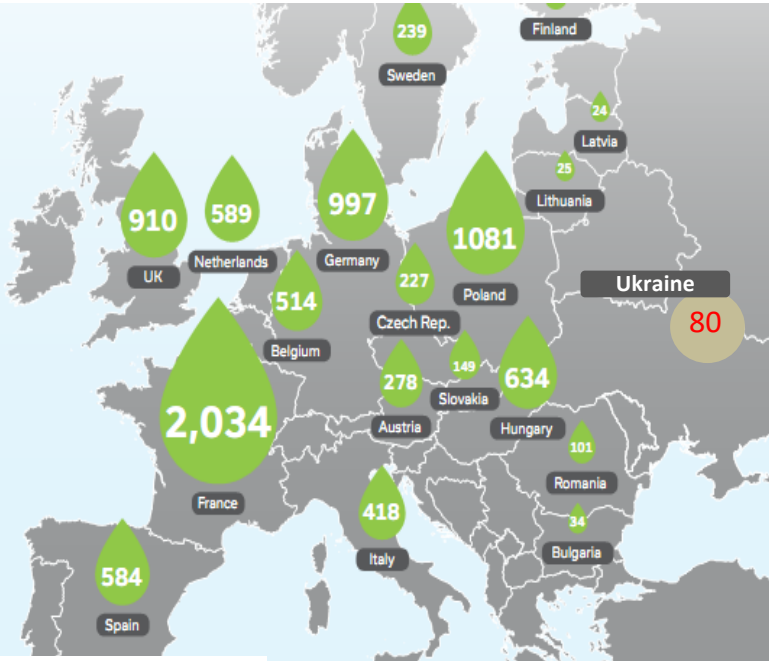 239
Sweden
Finland
24
Latvia
25
Lithuania
910
UK
589
Netherlands
997
Germany
1081
Poland
514
Belgium
227
Czech Rep.
Ukraine
80
2,034
France
278
Austria
149
Slovakia
634
Hungary
101
Romania
418
Italy
34
Bulgaria
584
Spain